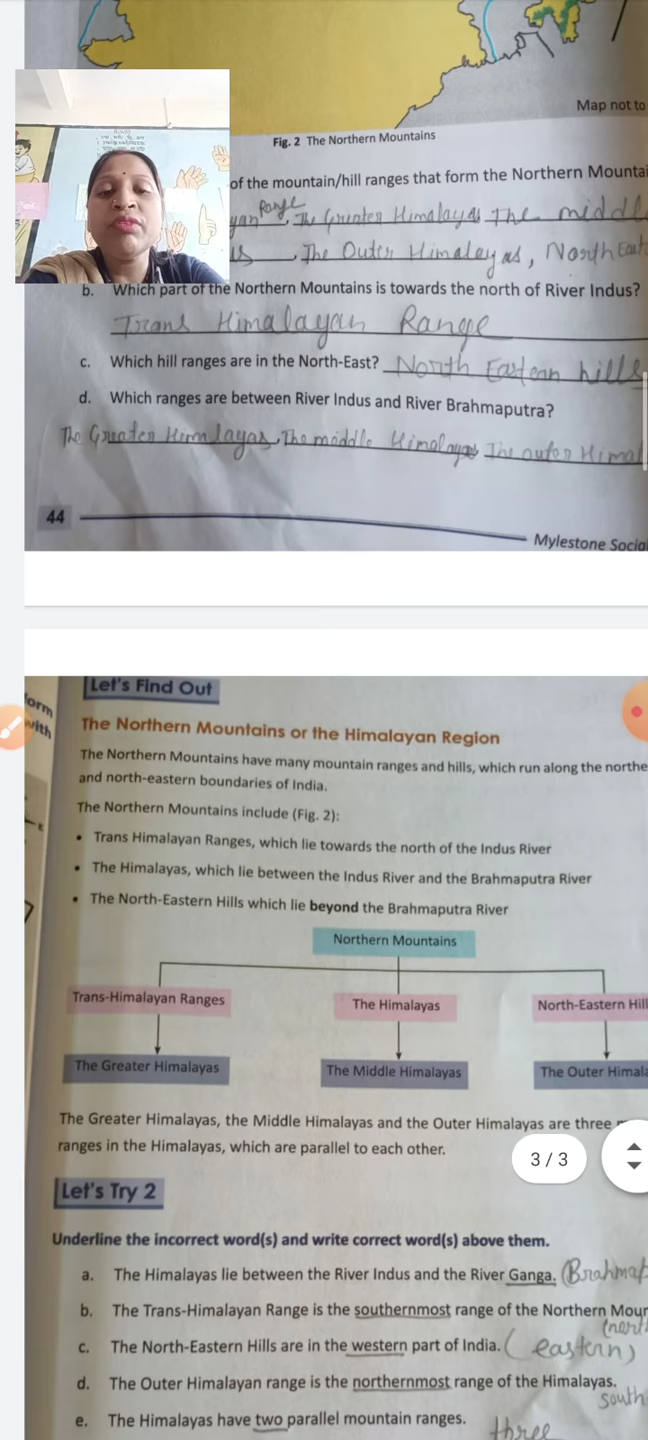 Map not to
Fig. 2 The Northern Mountains
of the mountain/hill ranges that form the Northern Mountai
yan Range, The Greater Himalayas The middl
is, The Outer Himalayas, North East
b. Which part of the Northern Mountains is towards the north of River Indus?
Trans Himalayan Range
c. Which hill ranges are in the North-East? North Eastern hills
d. Which ranges are between River Indus and River Brahmaputra?
The Greater Himalayas, The middle Himalayas The outer Himal
44
Mylestone Social
Let's Find Out
orm
with
The Northern Mountains or the Himalayan Region
The Northern Mountains have many mountain ranges and hills, which run along the northe
and north-eastern boundaries of India.
The Northern Mountains include (Fig. 2):
• Trans Himalayan Ranges, which lie towards the north of the Indus River
• The Himalayas, which lie between the Indus River and the Brahmaputra River
• The North-Eastern Hills which lie beyond the Brahmaputra River
Northern Mountains
Trans-Himalayan Ranges The Himalayas North-Eastern Hill
The Greater Himalayas The Middle Himalayas The Outer Himala
The Greater Himalayas, the Middle Himalayas and the Outer Himalayas are three
ranges in the Himalayas, which are parallel to each other.
3 / 3
Let's Try 2
Underline the incorrect word(s) and write correct word(s) above them.
a. The Himalayas lie between the River Indus and the River Ganga. (Brahmap
b. The Trans-Himalayan Range is the southernmost range of the Northern Moun
(nort
c. The North-Eastern Hills are in the western part of India. (eastern)
d. The Outer Himalayan range is the northernmost range of the Himalayas.
south
e. The Himalayas have two parallel mountain ranges. three